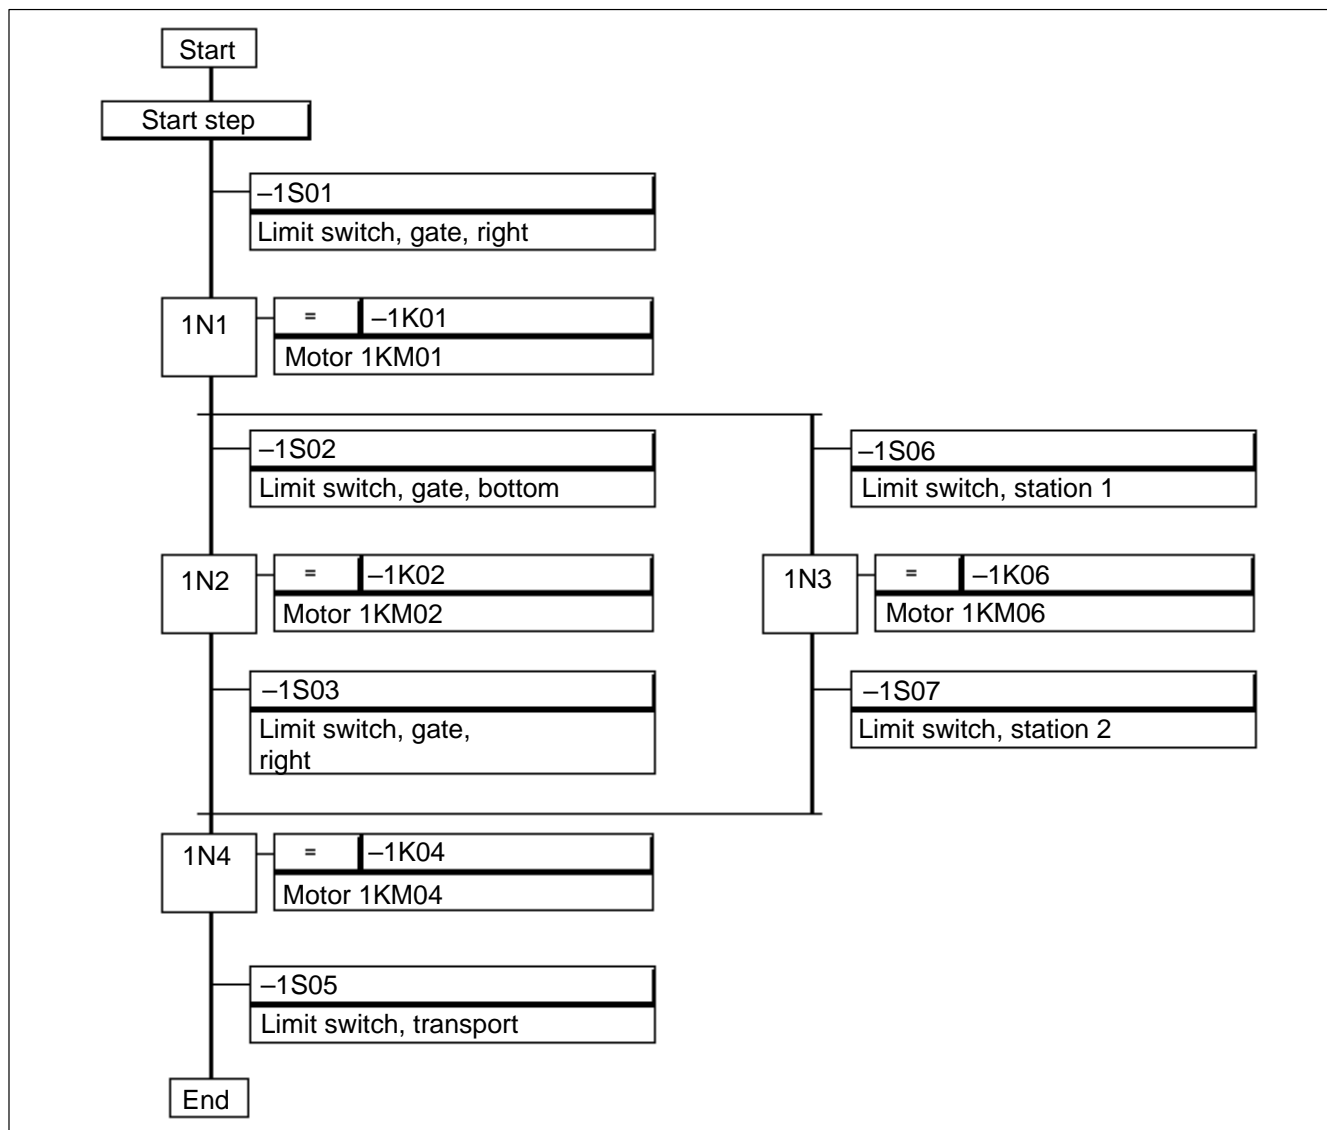 Start
Start step
–1S01
Limit switch, gate, right
1N1
=
–1K01
Motor 1KM01
–1S02
Limit switch, gate, bottom
–1S06
Limit switch, station 1
1N2
=
–1K02
Motor 1KM02
1N3
=
–1K06
Motor 1KM06
–1S03
Limit switch, gate,
right
–1S07
Limit switch, station 2
1N4
=
–1K04
Motor 1KM04
–1S05
Limit switch, transport
End